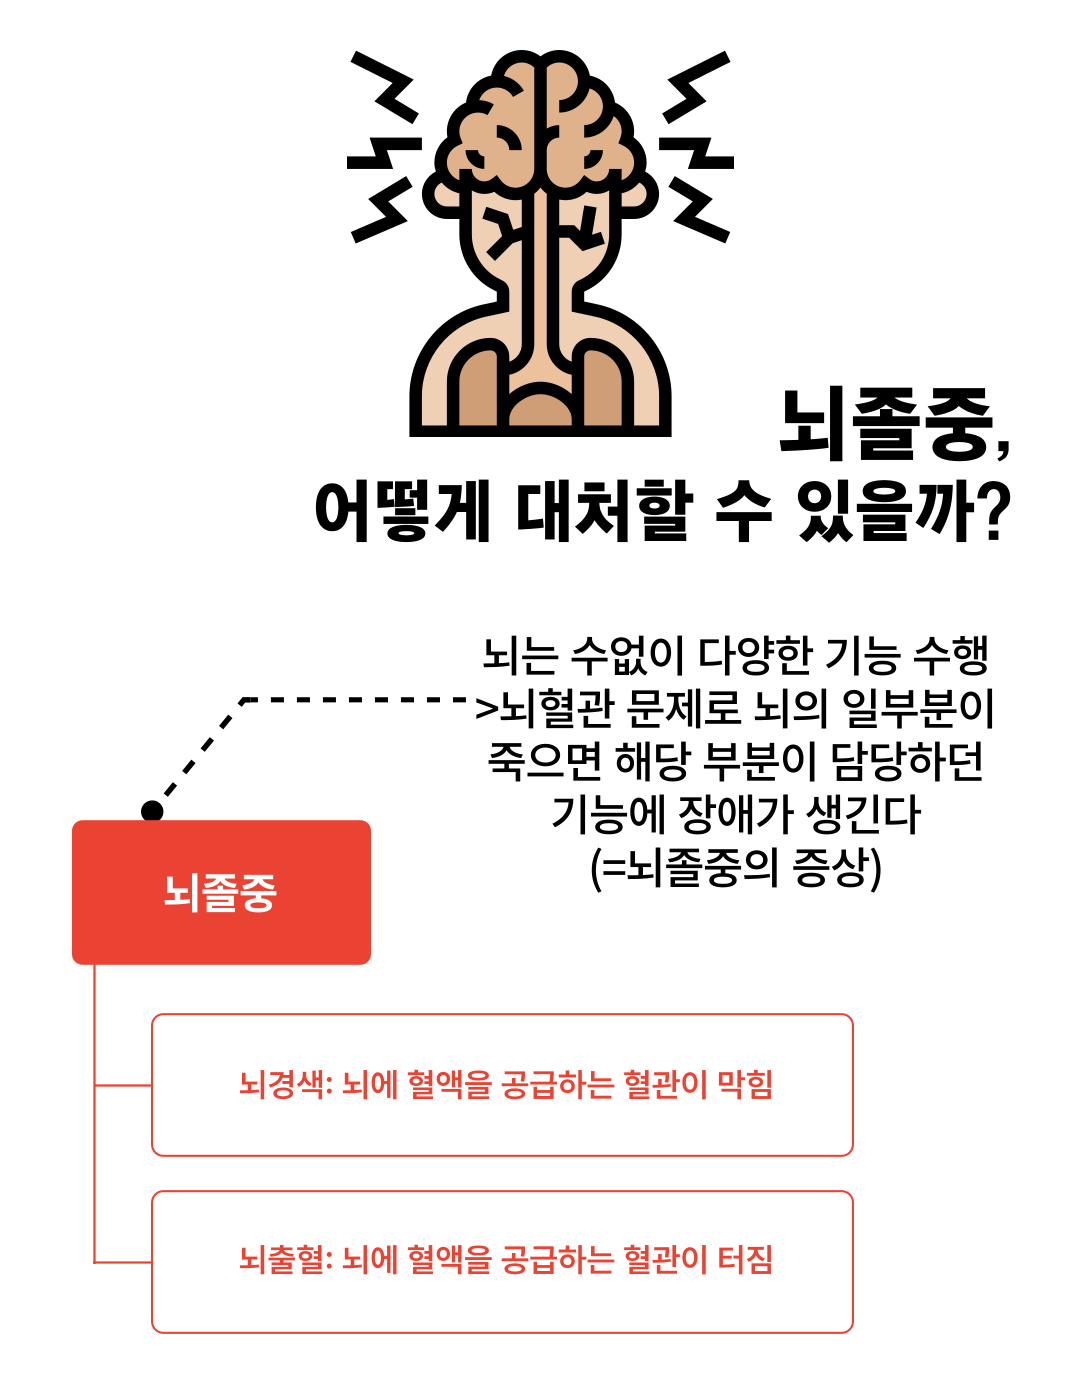 뇌졸중,
어떻게 대처할 수 있을까?
뇌는 수없이 다양한 기능 수행
>뇌혈관 문제로 뇌의 일부분이
죽으면 해당 부분이 담당하던
기능에 장애가 생긴다
(=뇌졸중의 증상)
뇌졸중
뇌경색: 뇌에 혈액을 공급하는 혈관이 막힘
뇌출혈: 뇌에 혈액을 공급하는 혈관이 터짐